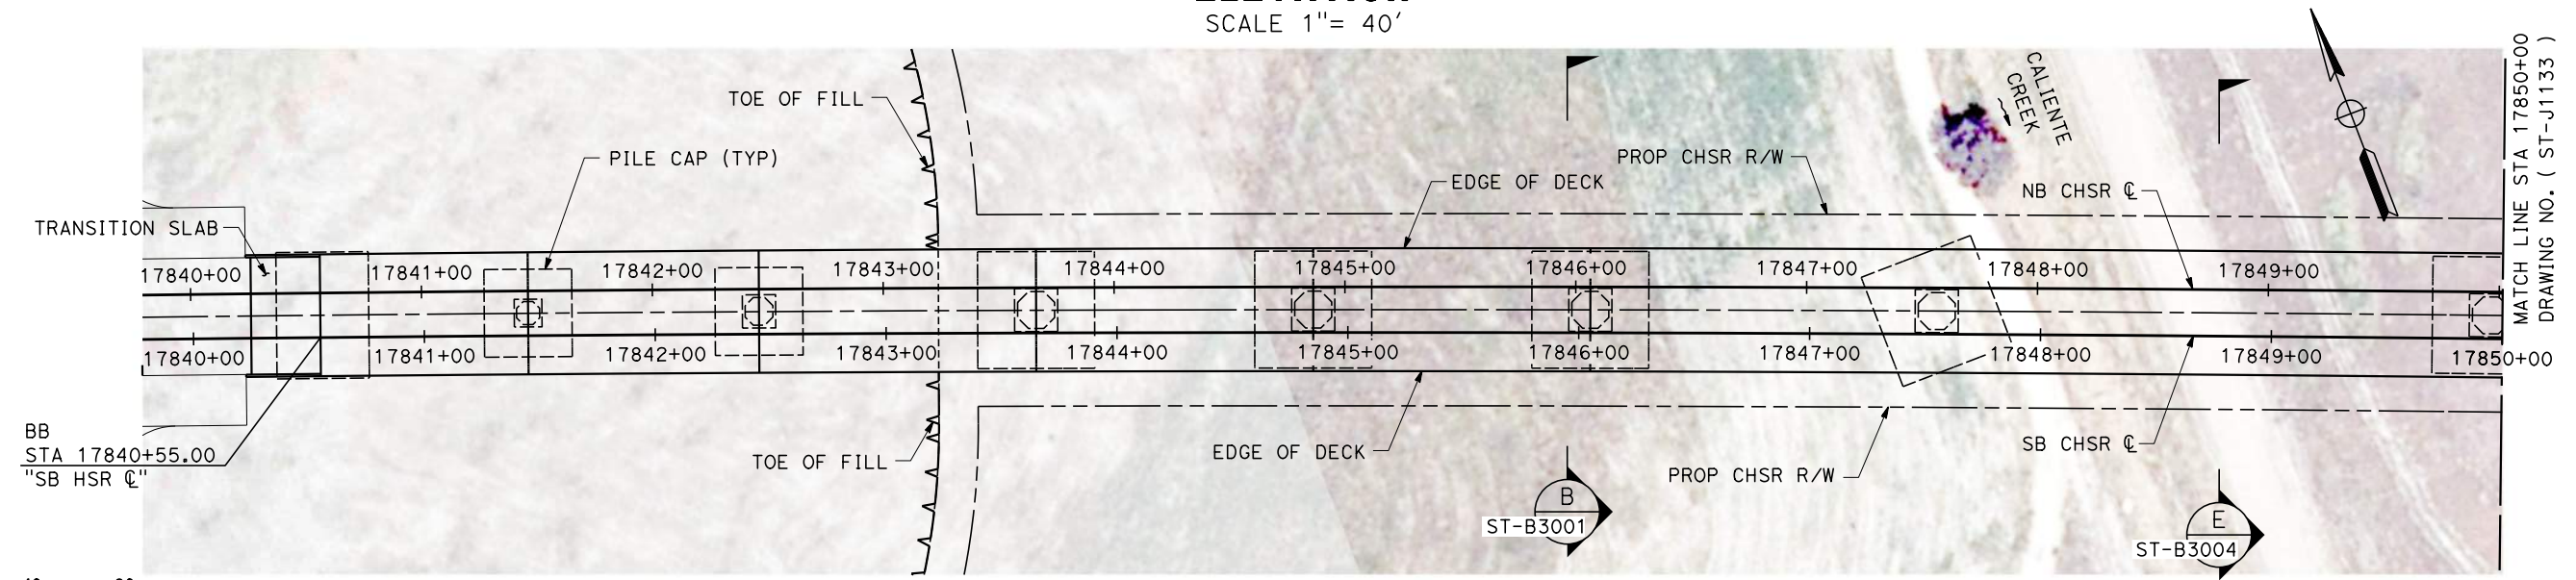 SCALE 1"= 40'
TOE OF FILL
PILE CAP (TYP)
TRANSITION SLAB
EDGE OF DECK
PROP CHSR R/W
CALIENTE
CREEK
NB CHSR ℄
MATCH LINE STA 17850+00
DRAWING NO. ( ST-J1133 )
17840+00 17841+00 17842+00 17843+00 17844+00 17845+00 17846+00 17847+00 17848+00 17849+00
17840+00 17841+00 17842+00 17843+00 17844+00 17845+00 17846+00 17847+00 17848+00 17849+00 17850+00
BB
STA 17840+55.00
"SB HSR ℄"
TOE OF FILL
EDGE OF DECK
PROP CHSR R/W
SB CHSR ℄
B
ST-B3001
E
ST-B3004